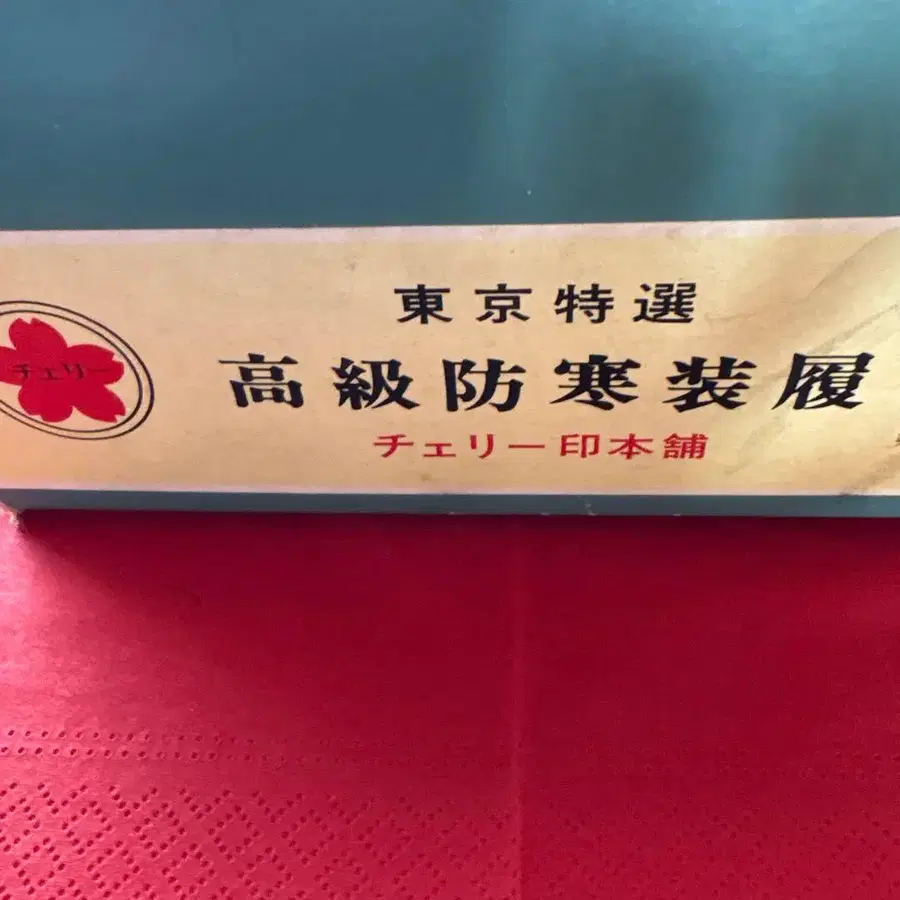 チェリー
東京特選
高級防寒装履
チェリー印本舗